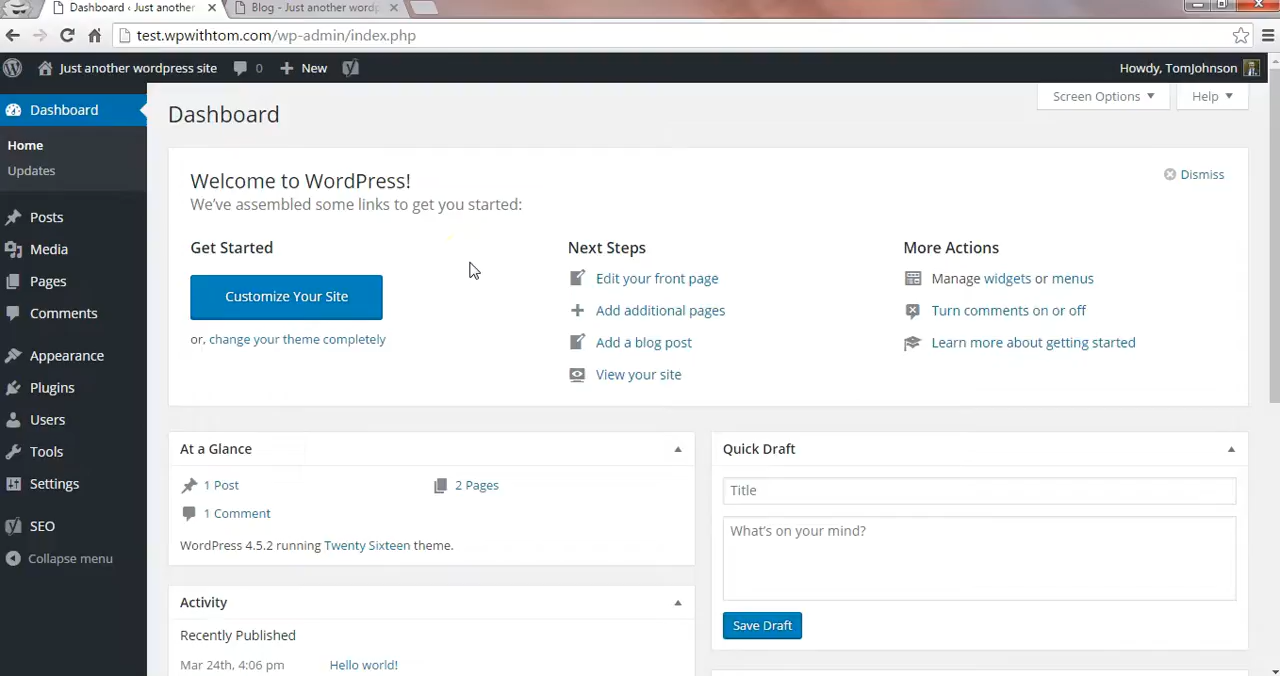 Dashboard ‹ Just another
Blog - Just another wordp
test.wpwithtom.com/wp-admin/index.php
Just another wordpress site
0
New
Howdy, TomJohnson
Dashboard
Home
Updates
Posts
Media
Pages
Comments
Appearance
Plugins
Users
Tools
Settings
SEO
Collapse menu
Dashboard
Screen Options
Help
Welcome to WordPress!
We've assembled some links to get you started:
Dismiss
Get Started
Customize Your Site
or, change your theme completely
Next Steps
Edit your front page
Add additional pages
Add a blog post
View your site
More Actions
Manage widgets or menus
Turn comments on or off
Learn more about getting started
At a Glance
1 Post
2 Pages
1 Comment
WordPress 4.5.2 running Twenty Sixteen theme.
Activity
Recently Published
Mar 24th, 4:06 pm
Hello world!
Quick Draft
Title
What's on your mind?
Save Draft